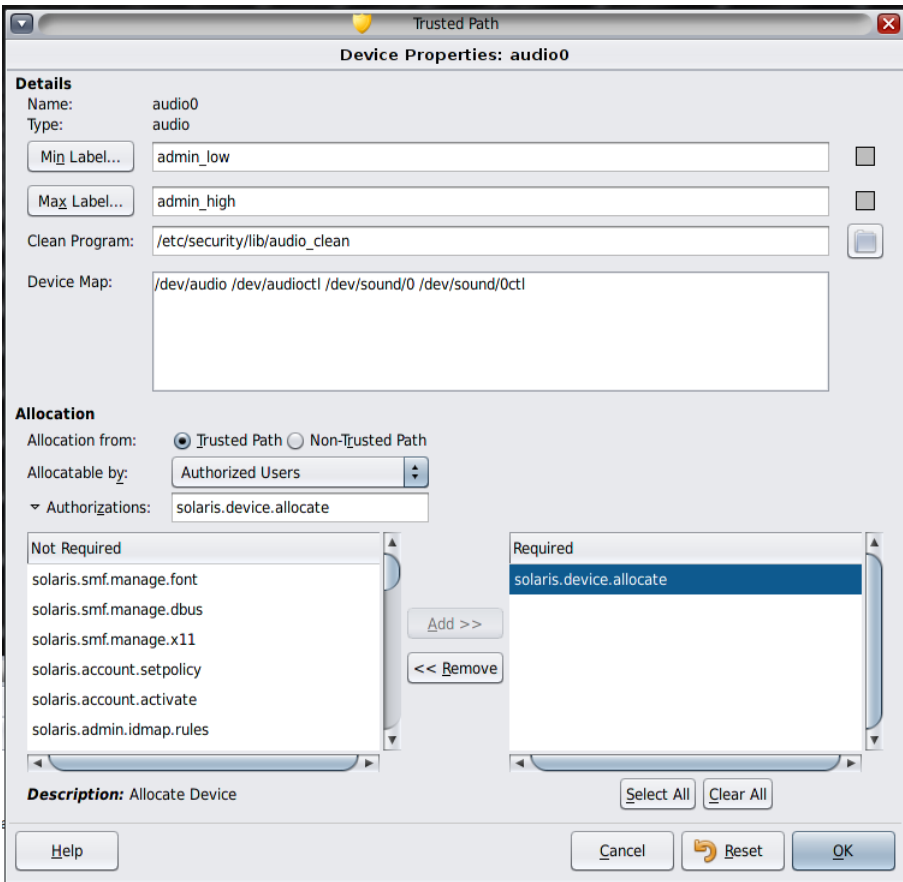 Trusted Path
Device Properties: audio0
Details
Name: audio0
Type: audio
Min Label... admin_low
Max Label... admin_high
Clean Program: /etc/security/lib/audio_clean
Device Map: /dev/audio /dev/audioctl /dev/sound/0 /dev/sound/0ctl
Allocation
Allocation from: Trusted Path Non-Trusted Path
Allocatable by: Authorized Users
Authorizations: solaris.device.allocate
Not Required
solaris.smf.manage.font
solaris.smf.manage.dbus
solaris.smf.manage.x11
solaris.account.setpolicy
solaris.account.activate
solaris.admin.idmap.rules
Add >>
<< Remove
Required
solaris.device.allocate
Description: Allocate Device
Select All Clear All
Help Cancel Reset OK